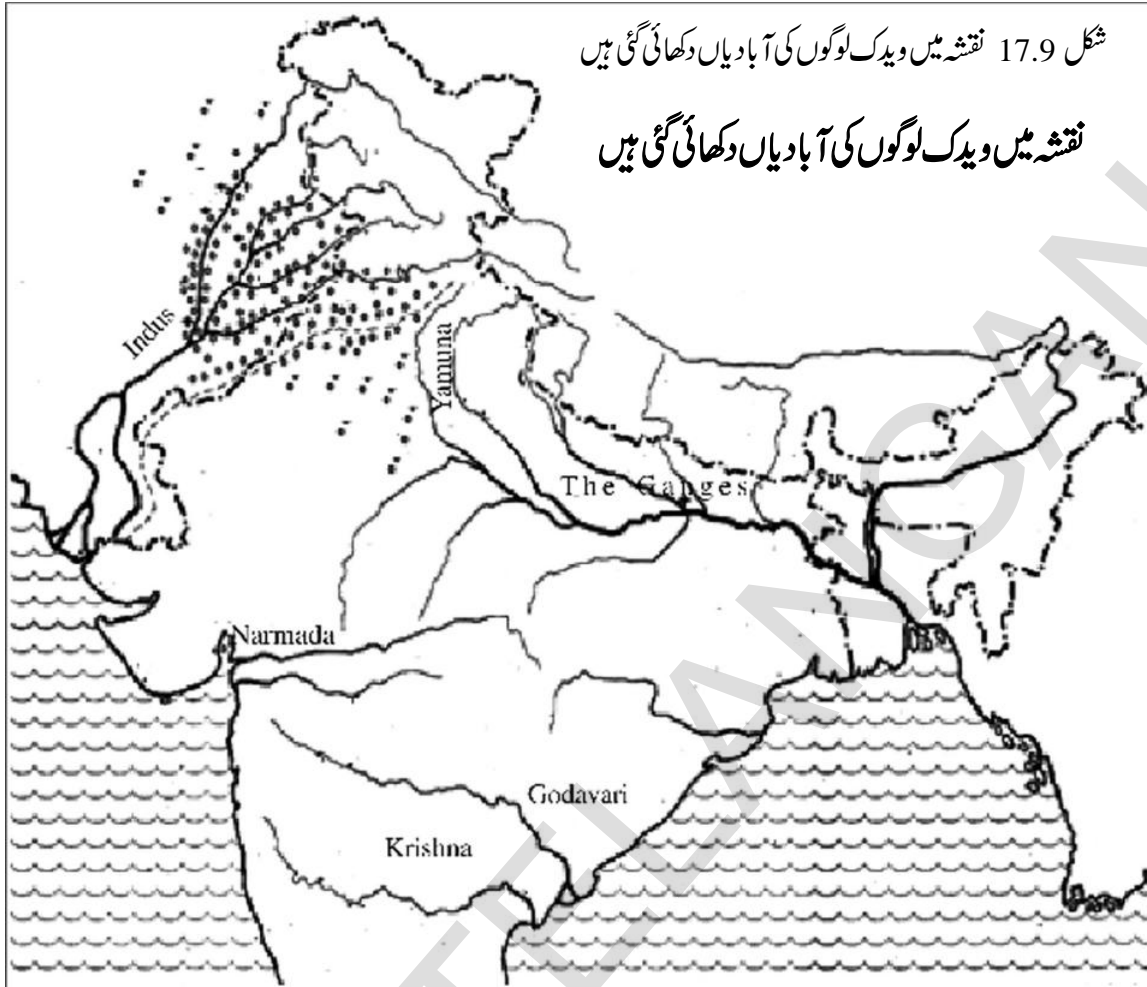 شکل 17.9 نقشہ میں ویدک لوگوں کی آبادیاں دکھائی گئی ہیں
نقشہ میں ویدک لوگوں کی آبادیاں دکھائی گئی ہیں
Indus
Yamuna
The Ganges
Narmada
Godavari
Krishna
TELANGAN